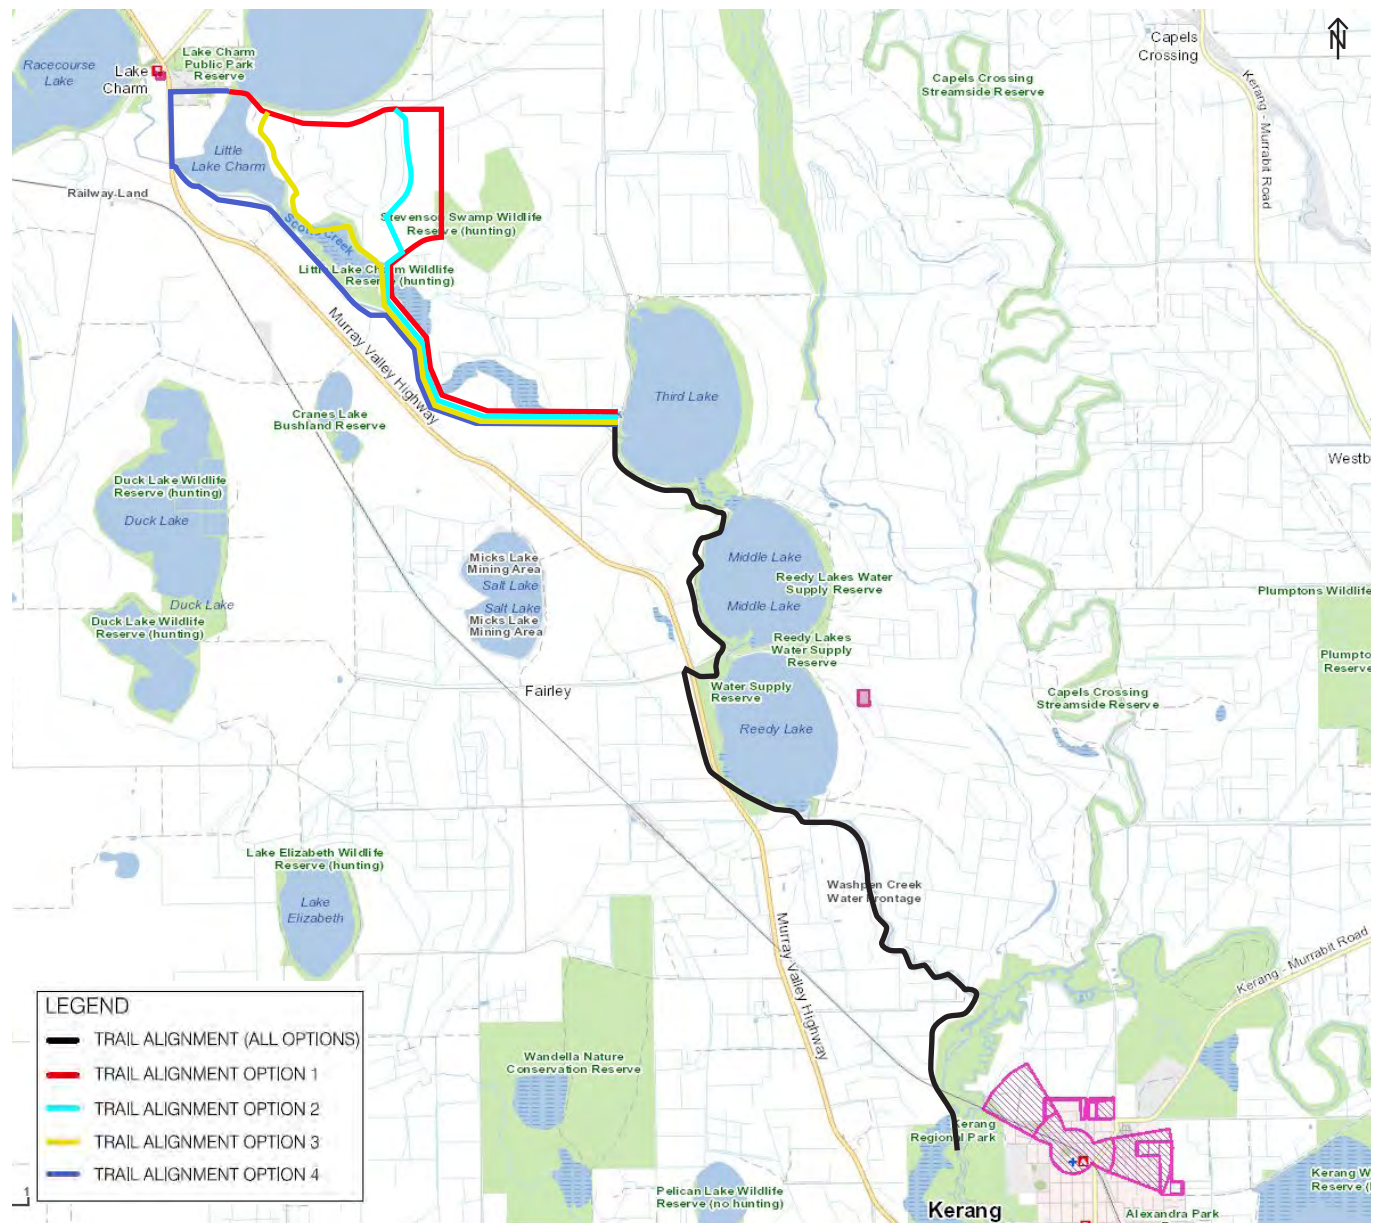 N
Capels
Crossing
Kerang - Murrabit Road
Racecourse
Lake
Lake
Charm
Lake Charm
Public Park
Reserve
Capels Crossing
Streamside Reserve
Little
Lake Charm
Railway Land
Stevenson Swamp Wildlife
Reserve (hunting)
Scotts Creek
Little Lake Charm Wildlife
Reserve (hunting)
Murray Valley Highway
Third Lake
Cranes Lake
Bushland Reserve
Westb
Duck Lake Wildlife
Reserve (hunting)
Duck Lake
Micks Lake
Mining Area
Salt Lake
Salt Lake
Micks Lake
Mining Area
Middle Lake
Reedy Lakes Water
Supply Reserve
Middle Lake
Plumptons Wildlife
Duck Lake
Duck Lake Wildlife
Reserve (hunting)
Reedy Lakes
Water Supply
Reserve
Plumpto
Reserve
Fairley
Water Supply
Reserve
Capels Crossing
Streamside Reserve
Reedy Lake
Lake Elizabeth Wildlife
Reserve (hunting)
Lake
Elizabeth
Washpen Creek
Water Frontage
Murray Valley Highway
Kerang - Murrabit Road
LEGEND
TRAIL ALIGNMENT (ALL OPTIONS)
TRAIL ALIGNMENT OPTION 1
TRAIL ALIGNMENT OPTION 2
TRAIL ALIGNMENT OPTION 3
TRAIL ALIGNMENT OPTION 4
1
Wandella Nature
Conservation Reserve
Kerang
Regional Park
Pelican Lake Wildlife
Reserve (no hunting)
Kerang W
Reserve (
Kerang
Alexandra Park